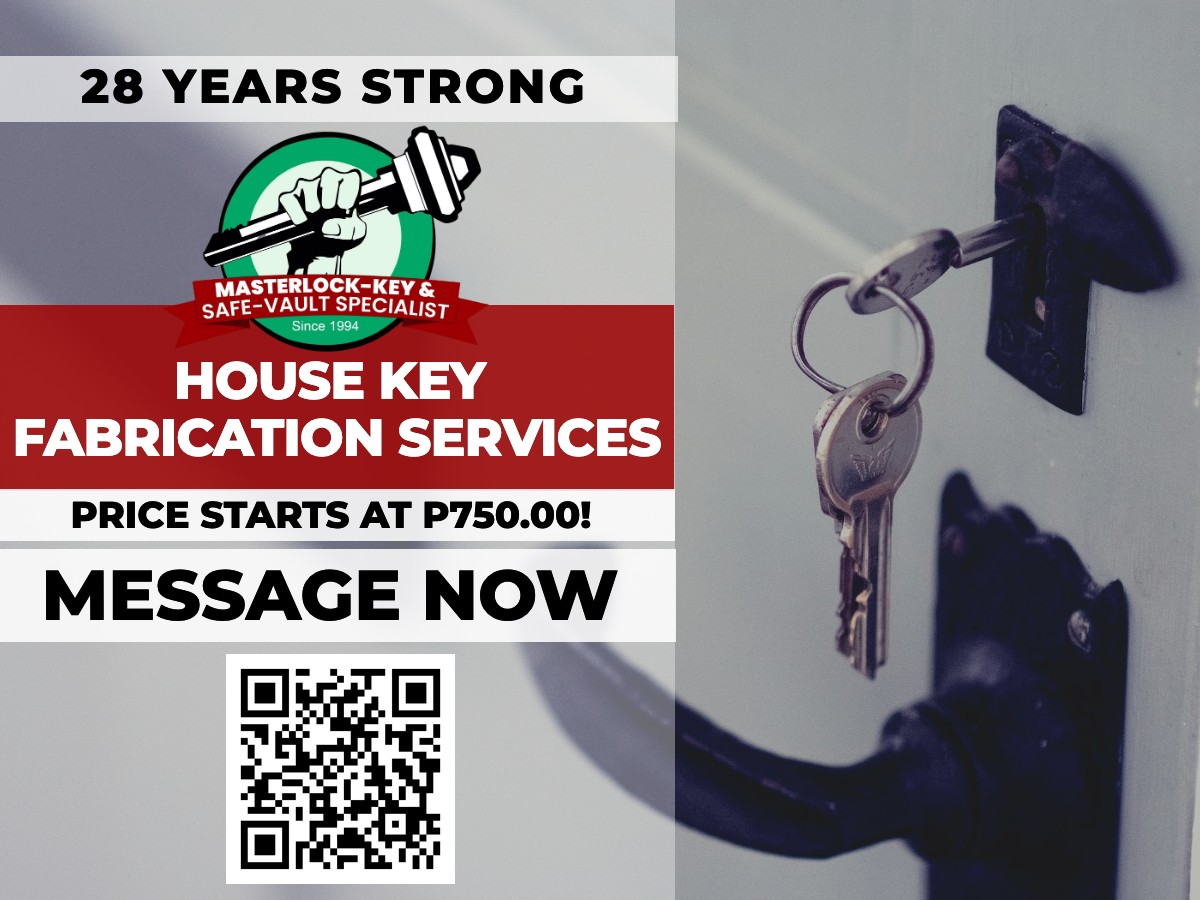 28 YEARS STRONG
MASTERLOCK-KEY &
SAFE-VAULT SPECIALIST
Since 1994
HOUSE KEY
FABRICATION SERVICES
PRICE STARTS AT P750.00!
MESSAGE NOW